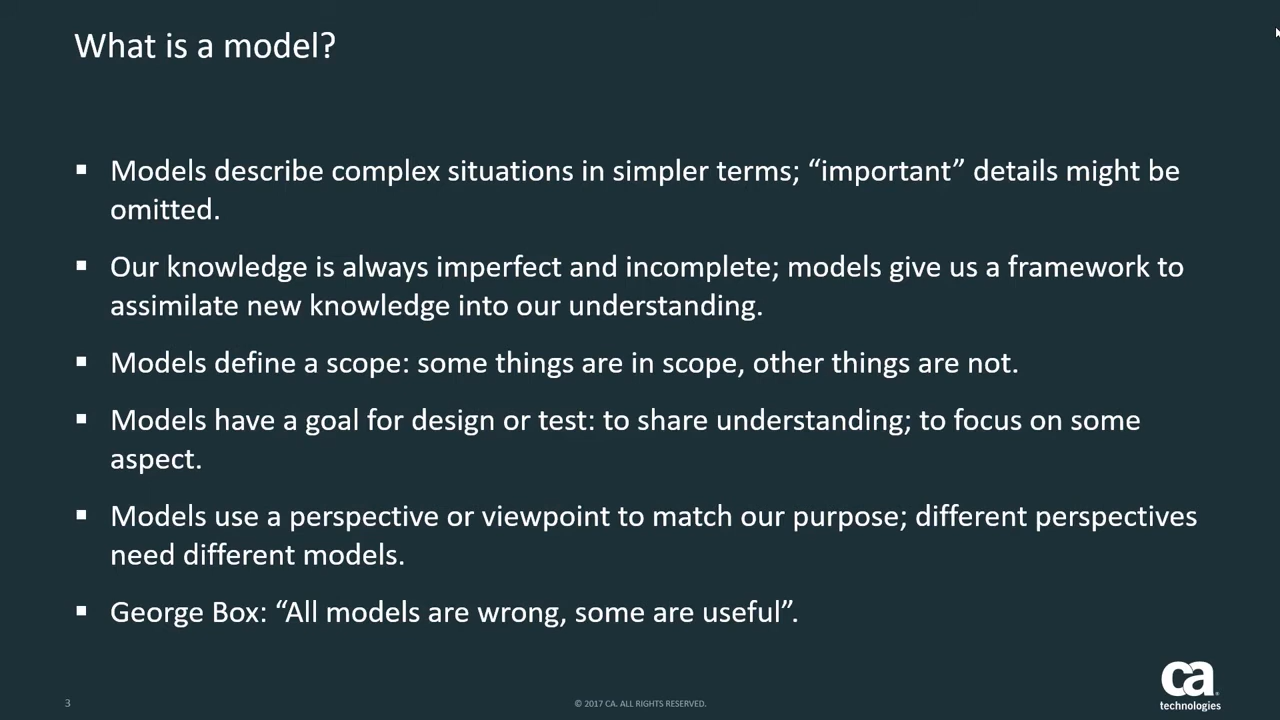 What is a model?
▪ Models describe complex situations in simpler terms; “important” details might be
omitted.
▪ Our knowledge is always imperfect and incomplete; models give us a framework to
assimilate new knowledge into our understanding.
▪ Models define a scope: some things are in scope, other things are not.
▪ Models have a goal for design or test: to share understanding; to focus on some
aspect.
▪ Models use a perspective or viewpoint to match our purpose; different perspectives
need different models.
▪ George Box: “All models are wrong, some are useful”.
3
© 2017 CA. ALL RIGHTS RESERVED.
ca
technologies